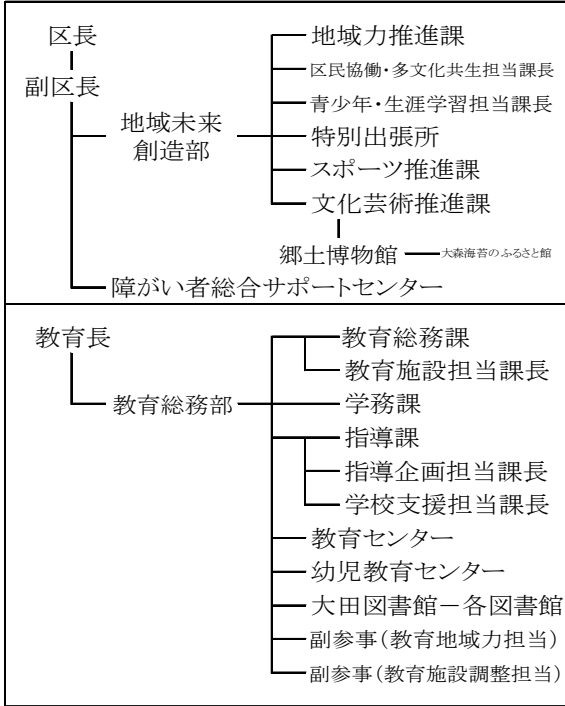 区長
副区長
地域未来
創造部
地域力推進課
区民協働・多文化共生担当課長
青少年・生涯学習担当課長
特別出張所
スポーツ推進課
文化芸術推進課
郷土博物館
大森海苔のふるさと館
障がい者総合サポートセンター
教育長
教育総務部
教育総務課
教育施設担当課長
学務課
指導課
指導企画担当課長
学校支援担当課長
教育センター
幼児教育センター
大田図書館－各図書館
副参事(教育地域力担当)
副参事(教育施設調整担当)